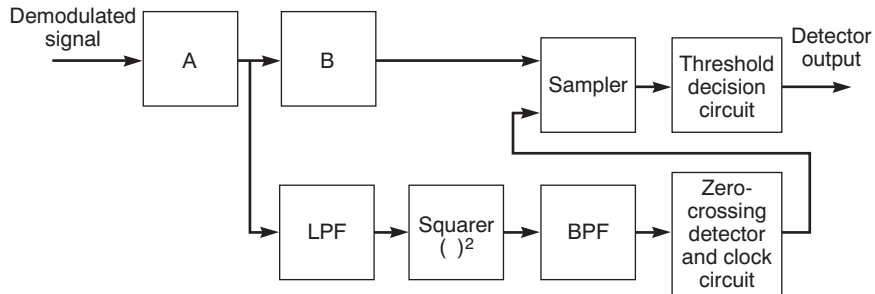 Demodulated
signal
A
B
Sampler
Threshold
decision
circuit
Detector
output
LPF
Squarer
( )²
BPF
Zero-
crossing
detector
and clock
circuit